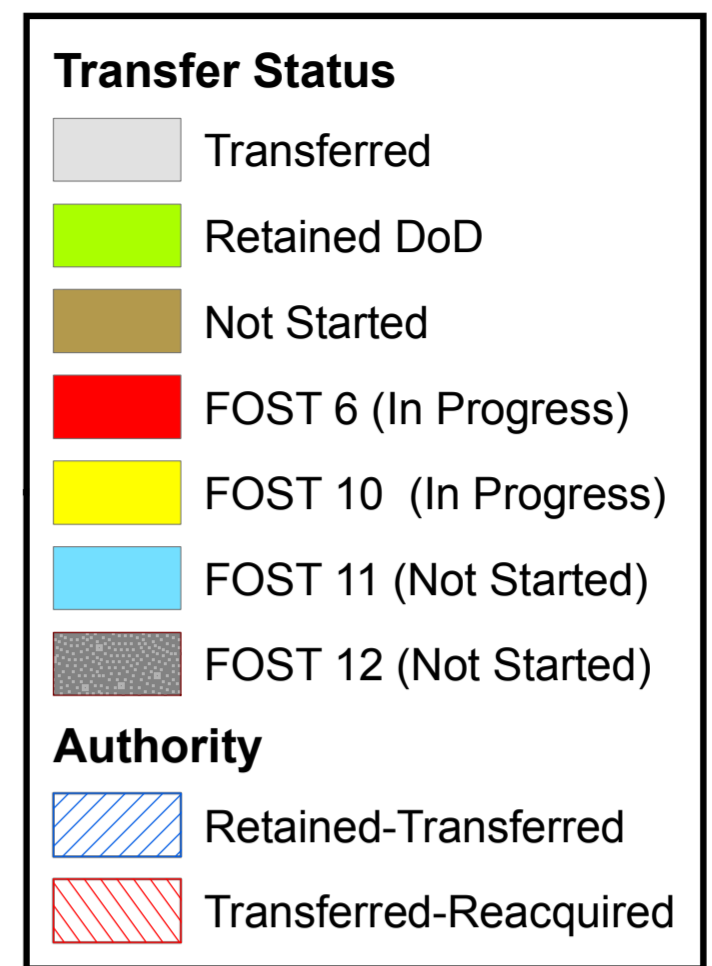 Transfer Status
Transferred
Retained DoD
Not Started
FOST 6 (In Progress)
FOST 10  (In Progress)
FOST 11 (Not Started)
FOST 12 (Not Started)
Authority
Retained-Transferred
Transferred-Reacquired